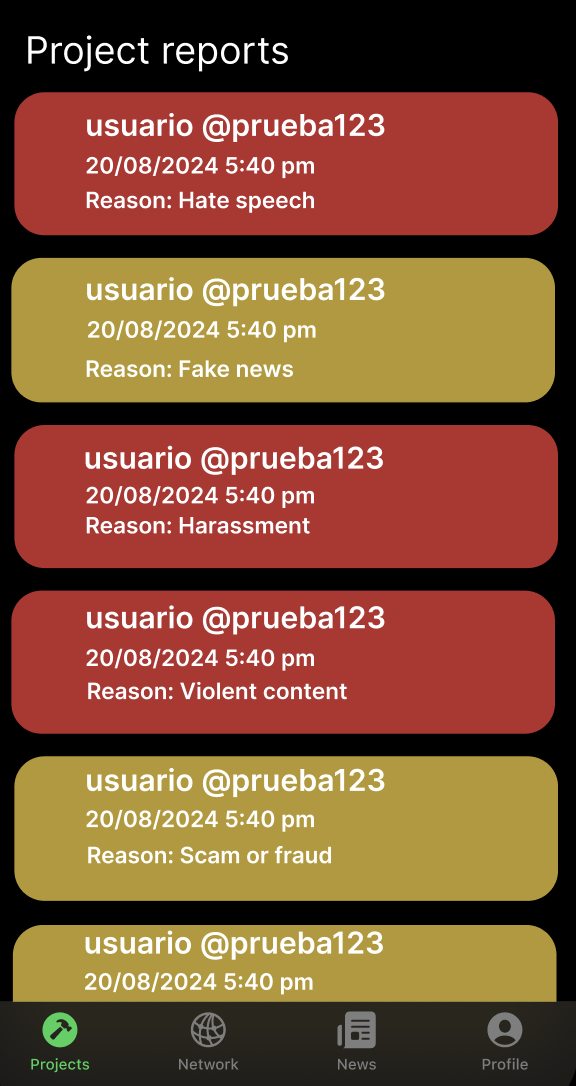 Project reports
usuario @prueba123
20/08/2024 5:40 pm
Reason: Hate speech
usuario @prueba123
20/08/2024 5:40 pm
Reason: Fake news
usuario @prueba123
20/08/2024 5:40 pm
Reason: Harassment
usuario @prueba123
20/08/2024 5:40 pm
Reason: Violent content
usuario @prueba123
20/08/2024 5:40 pm
Reason: Scam or fraud
usuario @prueba123
20/08/2024 5:40 pm
Projects Network News Profile